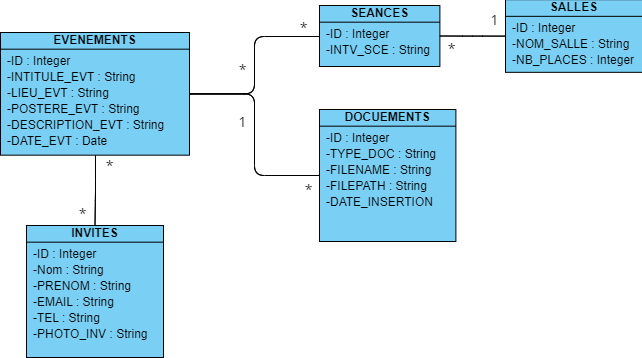 EVENEMENTS
-ID : Integer
-INTITULE_EVT : String
-LIEU_EVT : String
-POSTERE_EVT : String
-DESCRIPTION_EVT : String
-DATE_EVT : Date
*
*
1
*
*
*
SEANCES
-ID : Integer
-INTV_SCE : String
*
1
SALLES
-ID : Integer
-NOM_SALLE : String
-NB_PLACES : Integer
DOCUEMENTS
-ID : Integer
-TYPE_DOC : String
-FILENAME : String
-FILEPATH : String
-DATE_INSERTION
INVITES
-ID : Integer
-Nom : String
-PRENOM : String
-EMAIL : String
-TEL : String
-PHOTO_INV : String